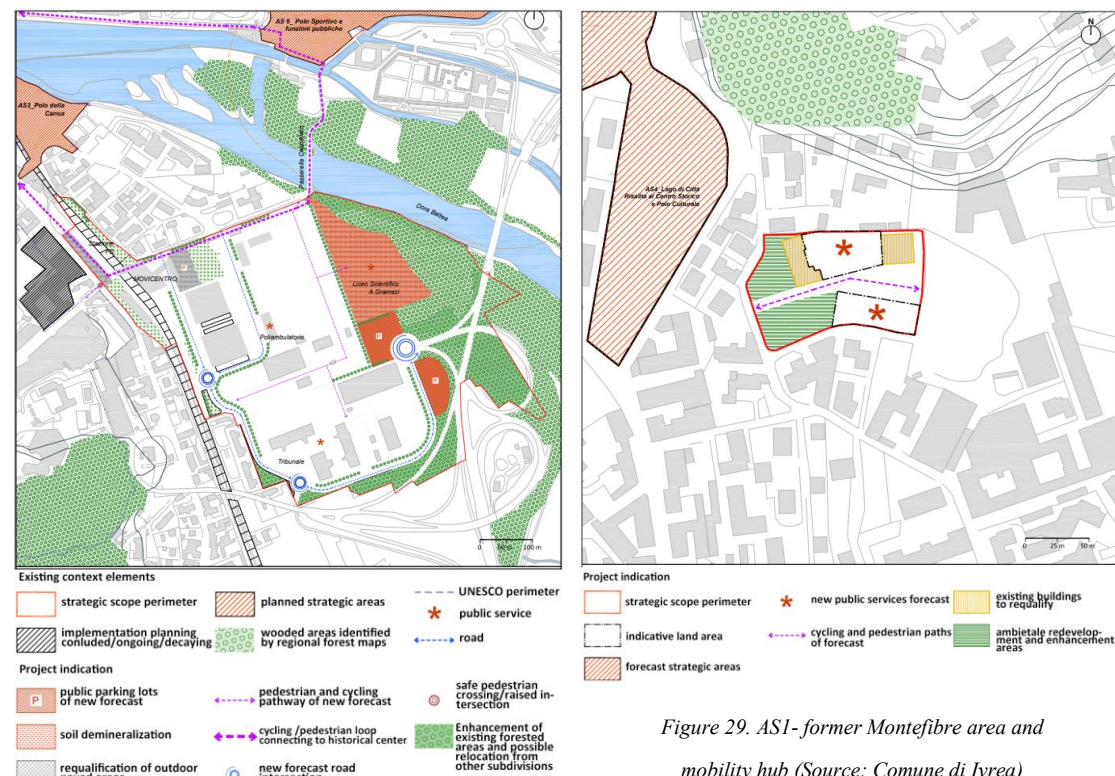 AS 6_ Polo Sportivo e
funzioni pubbliche
AS3_Polo della
Canoa
Passerella Cappellaro
Dora Baltea
Stazione
MOVICENTRO
P
Liceo Scientifico
A Gramsci
Poliambulatorio
P
P
Tribunale
0 50 m 100 m
Existing context elements
strategic scope perimeter
planned strategic areas
UNESCO perimeter
public service
implementation planning
conluded/ongoing/decaying
wooded areas identified
by regional forest maps
road
Project indication
P
public parking lots
of new forecast
pedestrian and cycling
pathway of new forecast
safe pedestrian
crossing/raised in-
tersection
soil demineralization
cycling /pedestrian loop
connecting to historical center
Enhancement of
existing forested
areas and possible
relocation from
other subdivisions
requalification of outdoor
new forecast road
N
AS4_Lago di Città
Risalita al Centro Storico
e Polo Culturale
0 25 m 50 m
Project indication
strategic scope perimeter
new public services forecast
existing buildings
to requalify
indicative land area
cycling and pedestrian paths
of forecast
ambietale redevelop-
ment and enhancement
areas
forecast strategic areas
Figure 29. AS1- former Montefibre area and
mobility hub (Source: Comune di Ivrea)